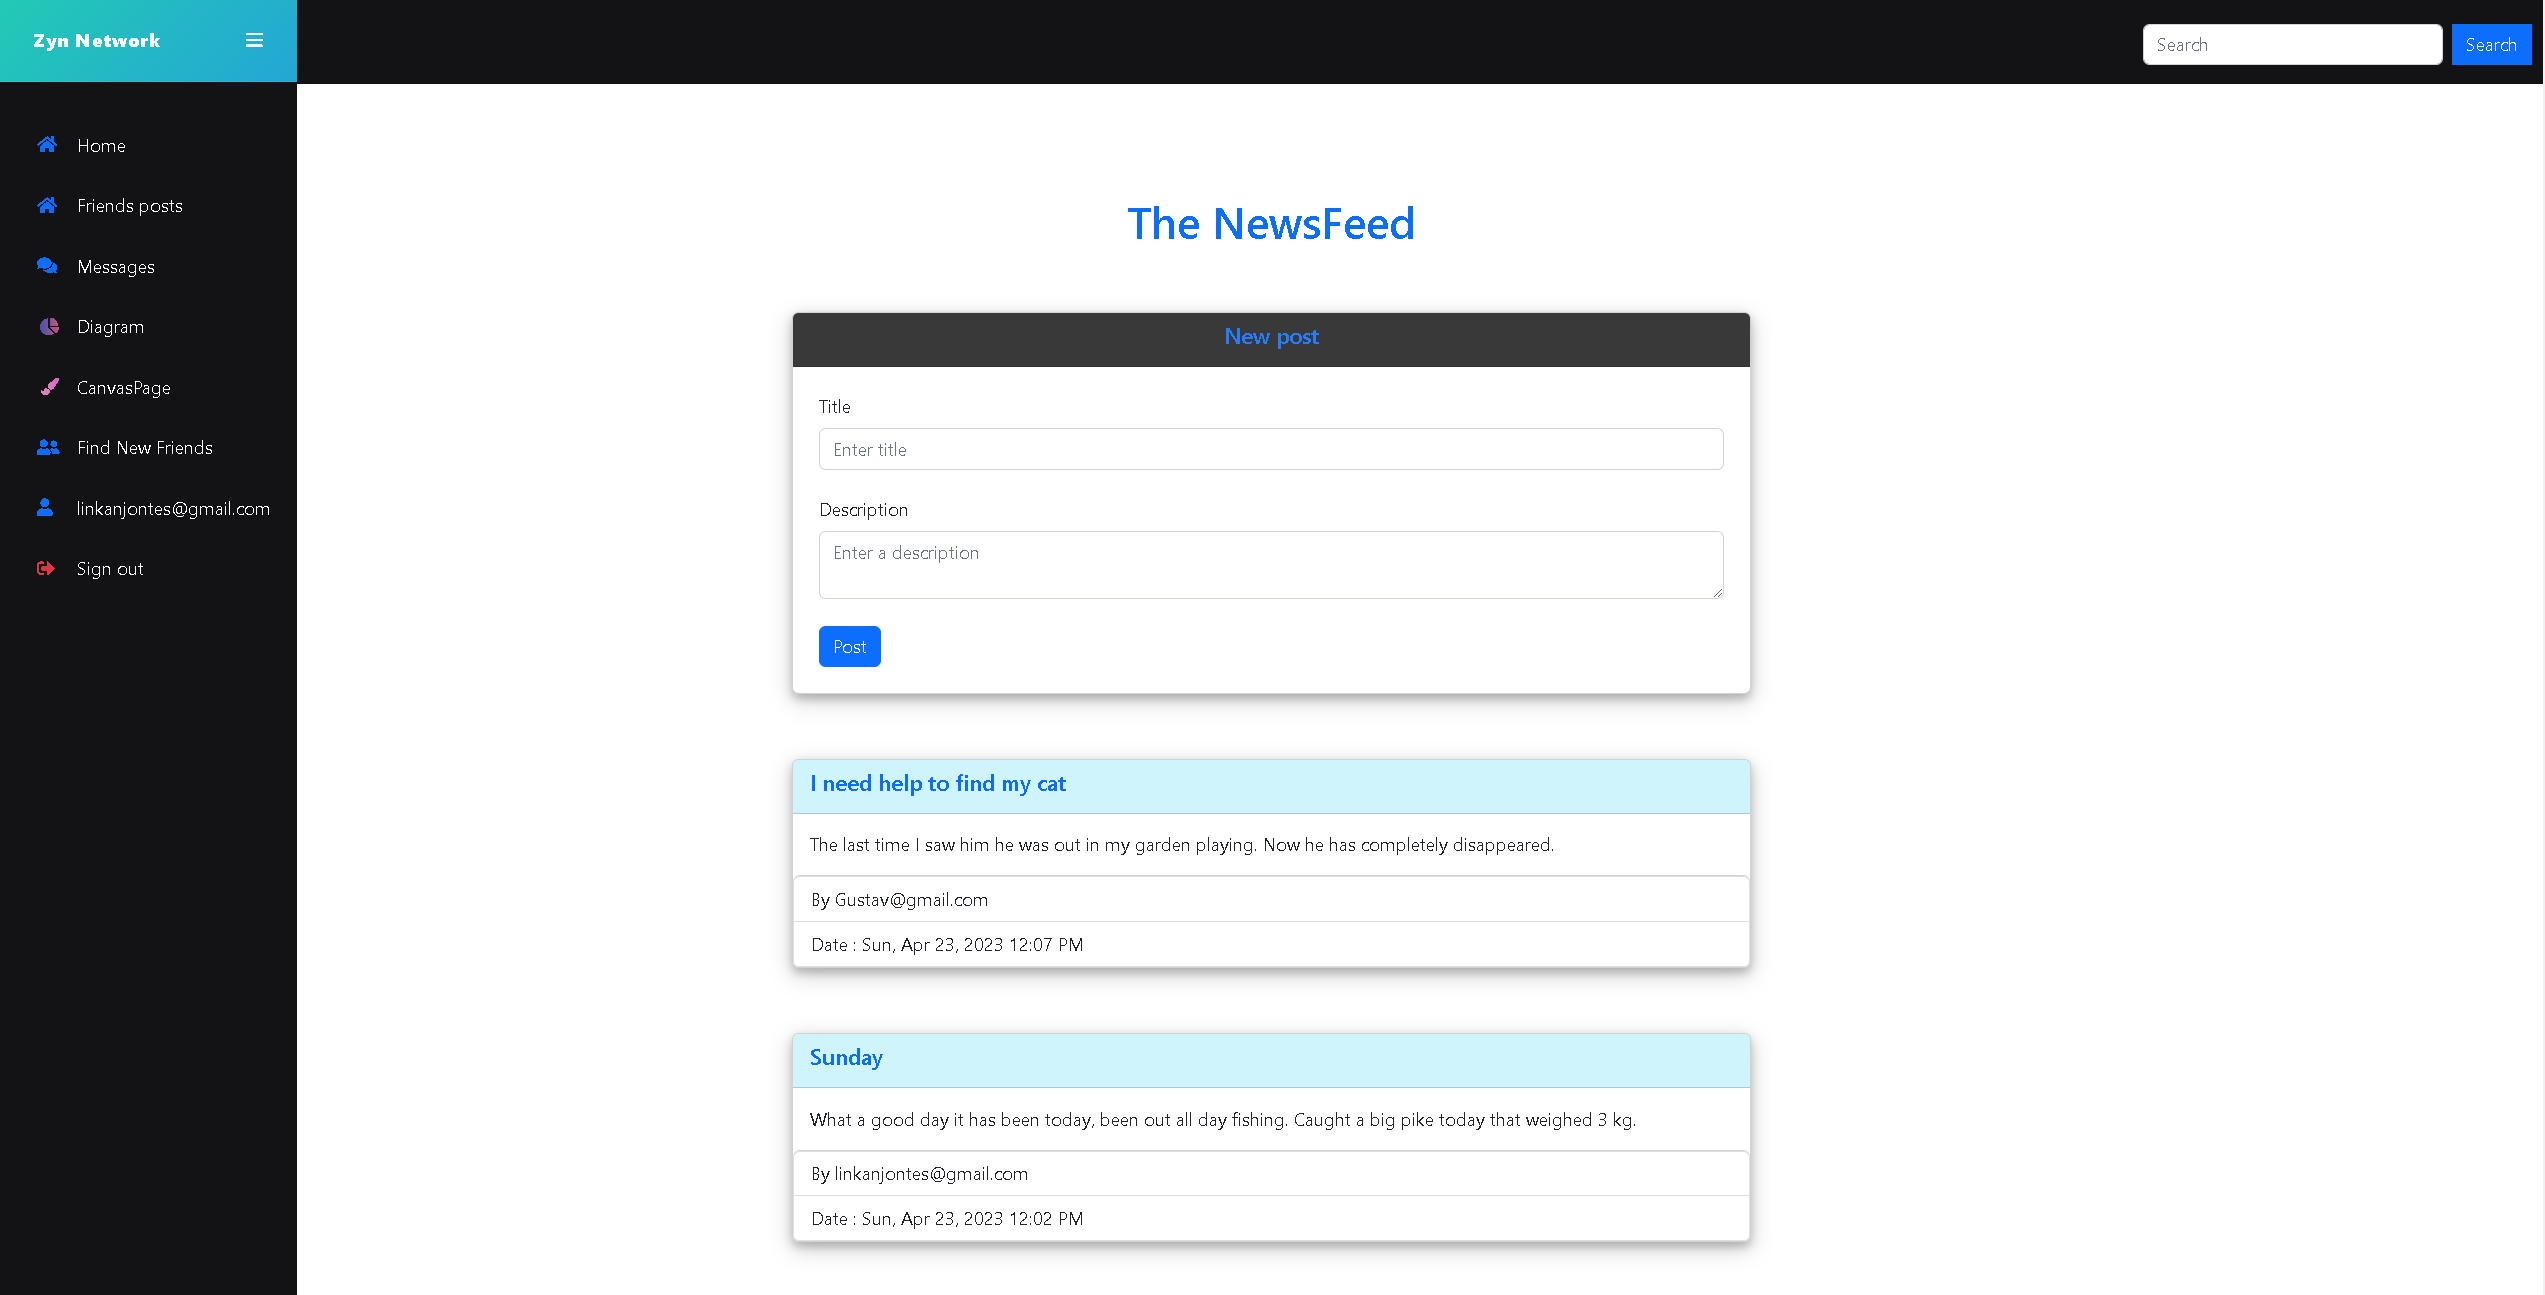 Zyn Network
Search
Search
Home
Friends posts
Messages
Diagram
CanvasPage
Find New Friends
linkanjontes@gmail.com
Sign out
The NewsFeed
New post
Title
Enter title
Description
Enter a description
Post
I need help to find my cat
The last time I saw him he was out in my garden playing. Now he has completely disappeared.
By Gustav@gmail.com
Date : Sun, Apr 23, 2023 12:07 PM
Sunday
What a good day it has been today, been out all day fishing. Caught a big pike today that weighed 3 kg.
By linkanjontes@gmail.com
Date : Sun, Apr 23, 2023 12:02 PM